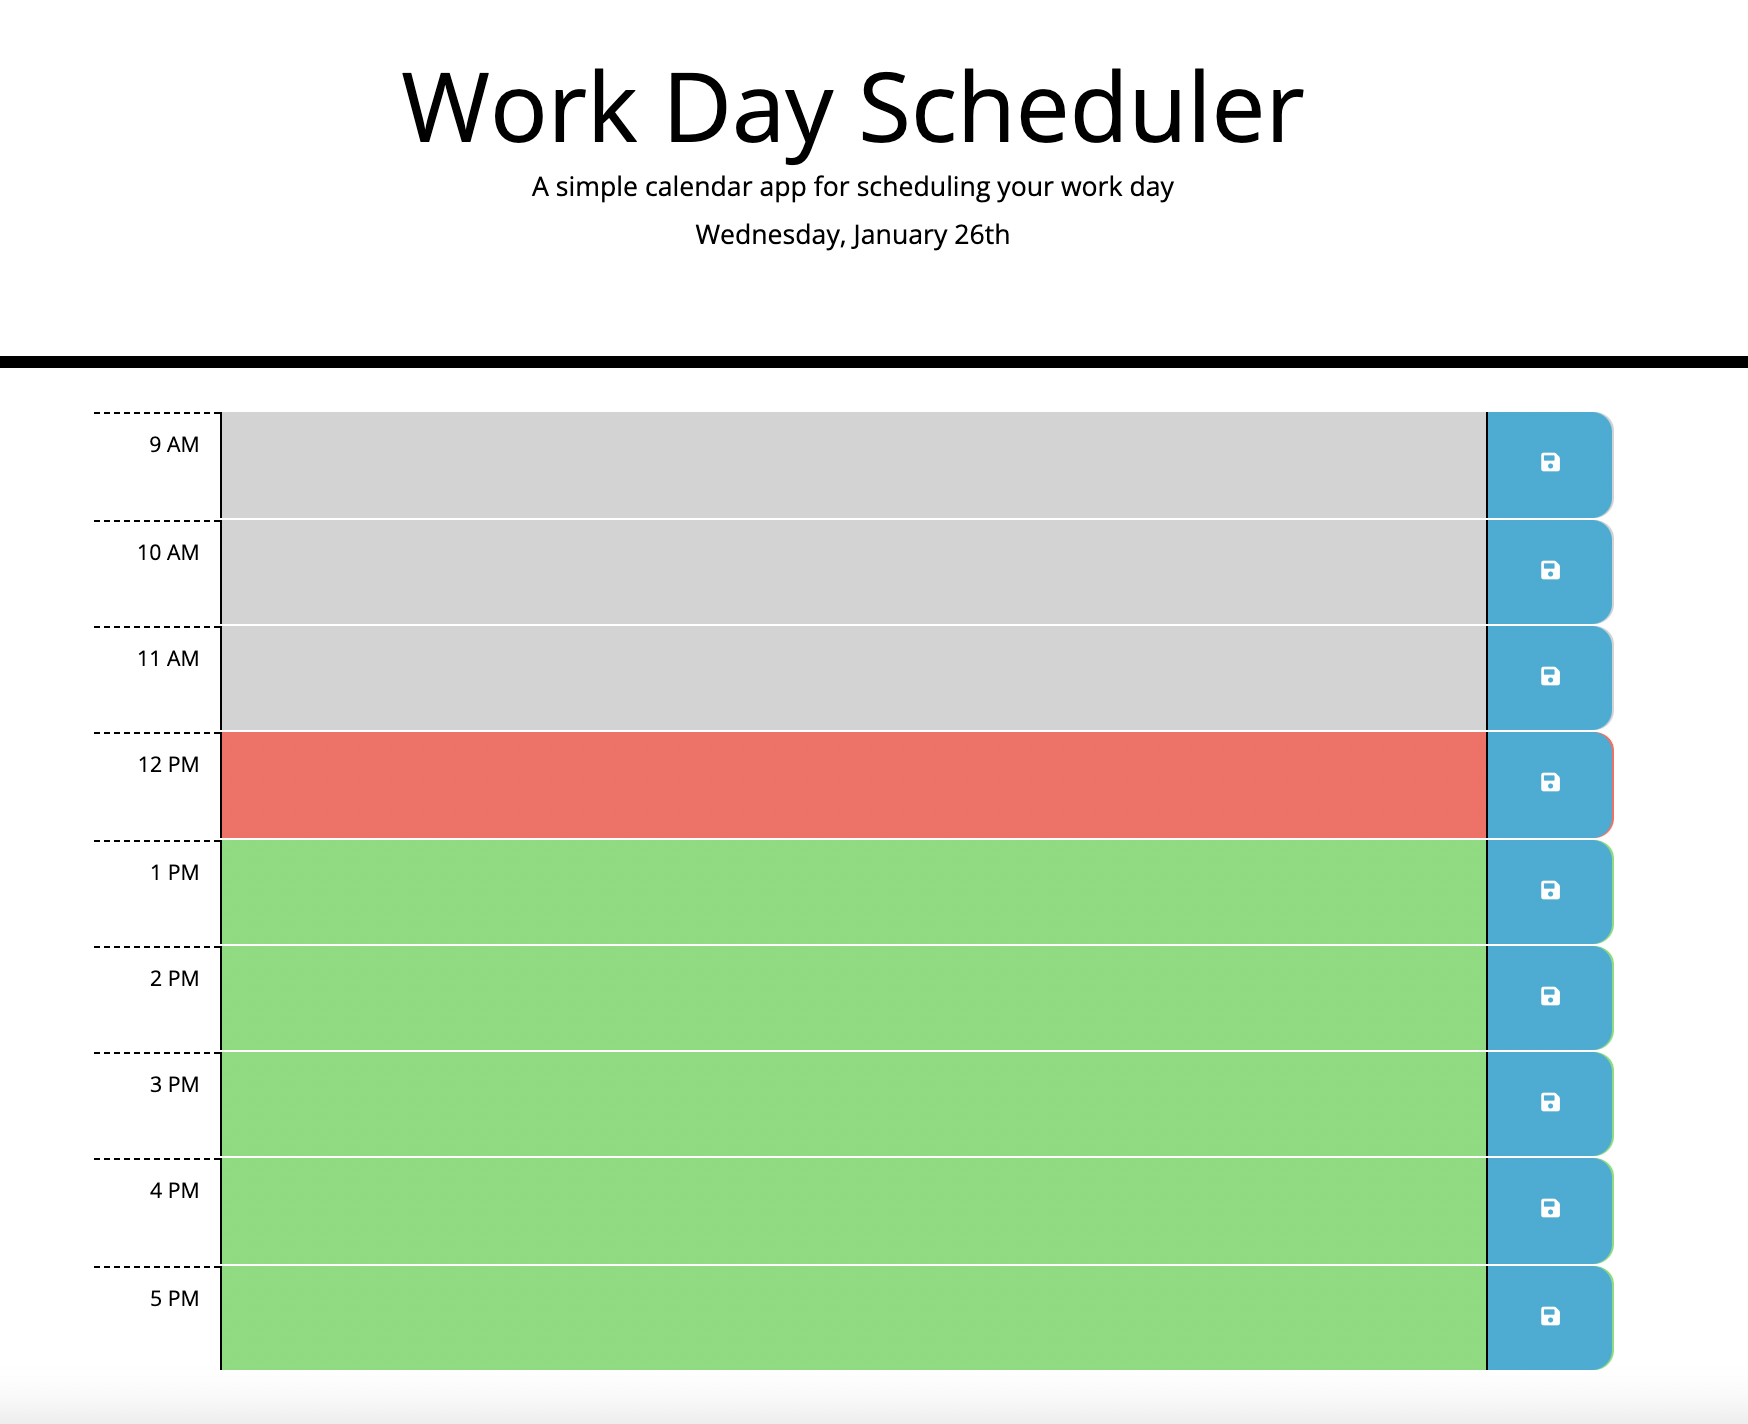 Work Day Scheduler
A simple calendar app for scheduling your work day
Wednesday, January 26th
9 AM
10 AM
11 AM
12 PM
1 PM
2 PM
3 PM
4 PM
5 PM